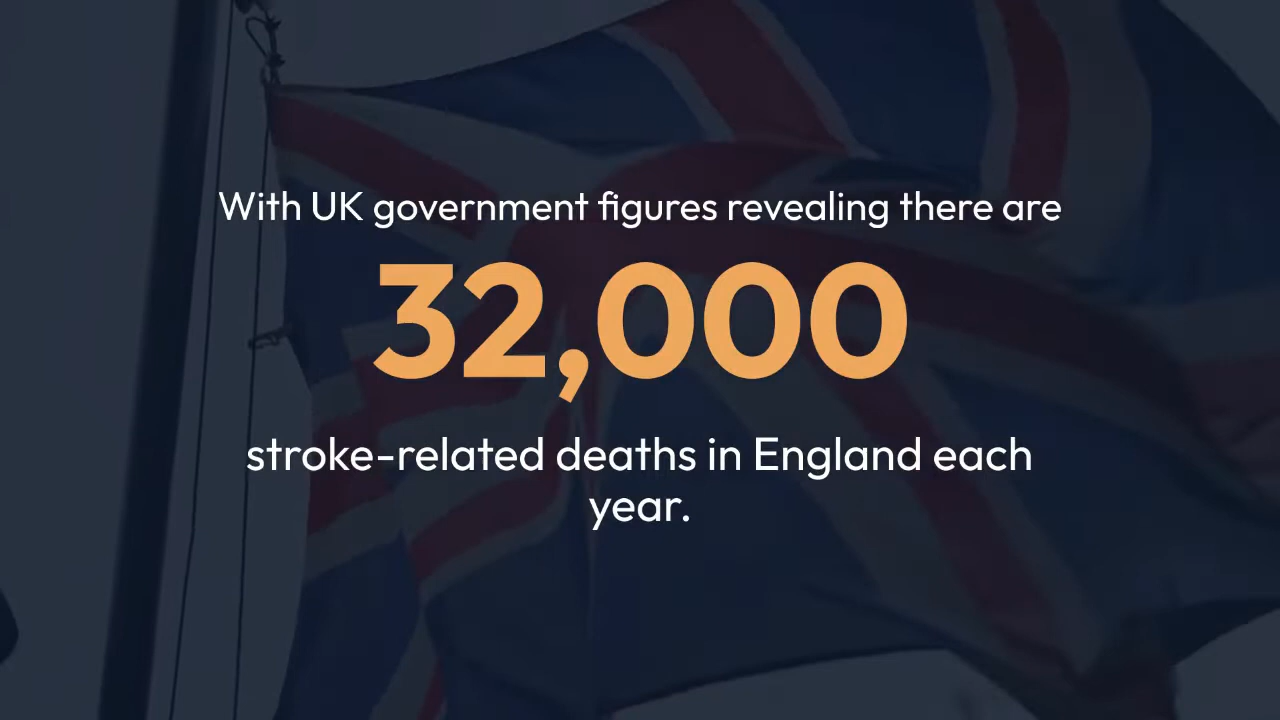 With UK government figures revealing there are
32,000
stroke-related deaths in England each
year.